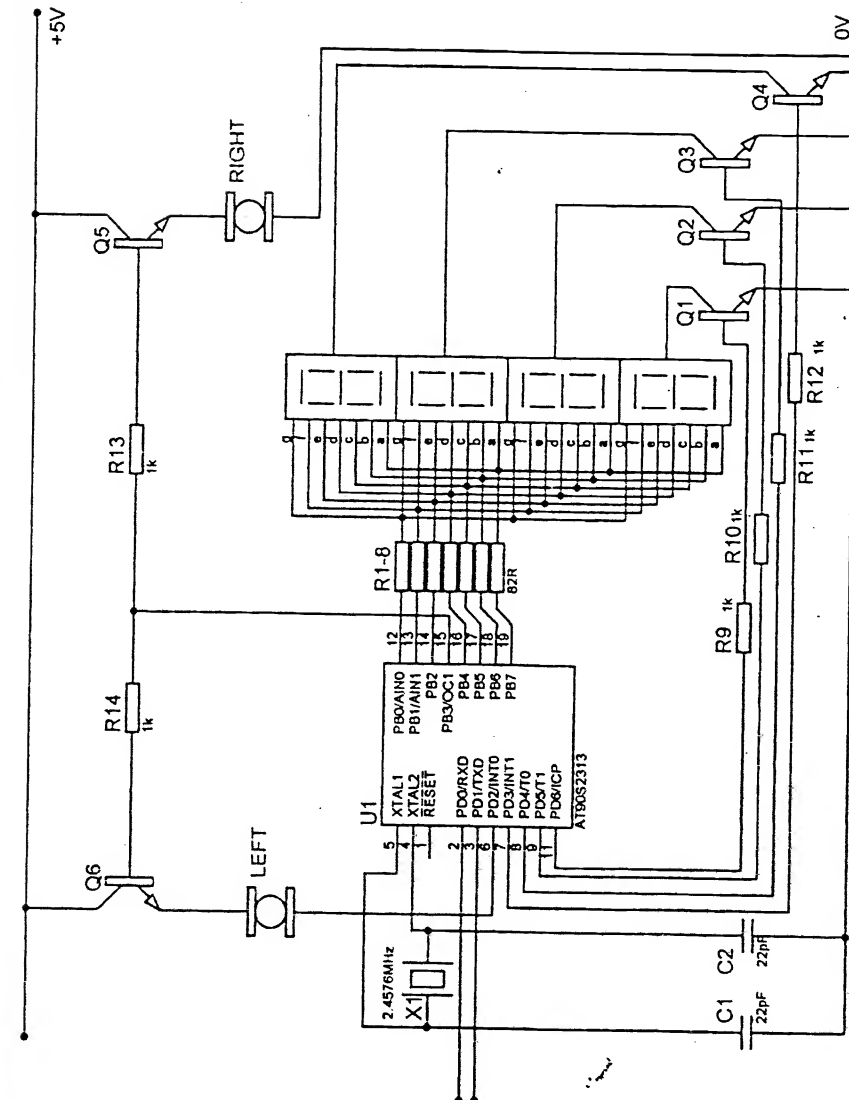 +5V
Q6
Q5
R14
1k
R13
1k
LEFT
RIGHT
2.4576MHz
X1
U1
5
XTAL1
4
XTAL2
1
RESET
2
PD0/RXD
3
PD1/TXD
6
PD2/INT0
7
PD3/INT1
8
PD4/T0
9
PD5/T1
11
PD6/ICP
PB0/AIN0
12
PB1/AIN1
13
PB2
14
PB3/OC1
15
PB4
16
PB5
17
PB6
18
PB7
19
AT90S2313
R1-8
82R
g
f
e
d
c
b
a
g
f
e
d
c
b
a
g
f
e
d
c
b
a
g
f
e
d
c
b
a
Q1
Q2
Q3
Q4
R9
1k
R10
1k
R11
1k
R12
1k
C1
22pF
C2
22pF
0V